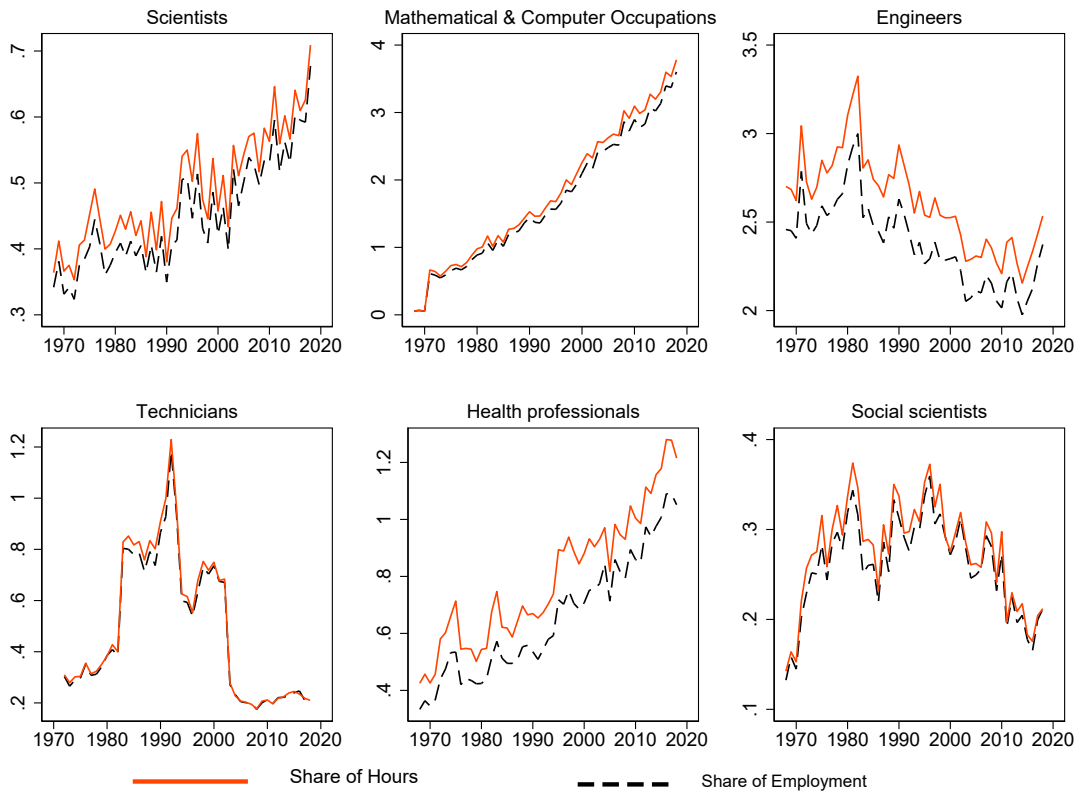 Scientists
.7
.6
.5
.4
.3
1970 1980 1990 2000 2010 2020
Mathematical & Computer Occupations
4
3
2
1
0
1970 1980 1990 2000 2010 2020
Engineers
3.5
3
2.5
2
1970 1980 1990 2000 2010 2020
Technicians
1.2
1
.8
.6
.4
.2
1970 1980 1990 2000 2010 2020
Health professionals
1.2
1
.8
.6
.4
1970 1980 1990 2000 2010 2020
Social scientists
.4
.3
.2
.1
1970 1980 1990 2000 2010 2020
Share of Hours
Share of Employment